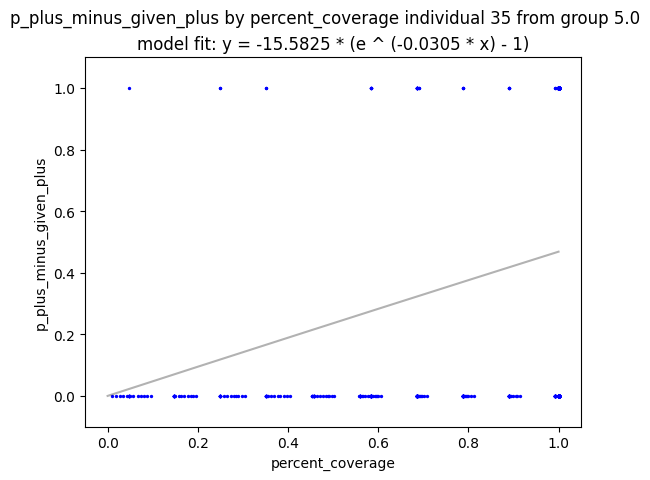 p_plus_minus_given_plus by percent_coverage individual 35 from group 5.0
model fit: y = -15.5825 * (e ^ (-0.0305 * x) - 1)
1.0
0.8
0.6
0.4
0.2
0.0
p_plus_minus_given_plus
0.0 0.2 0.4 0.6 0.8 1.0
percent_coverage